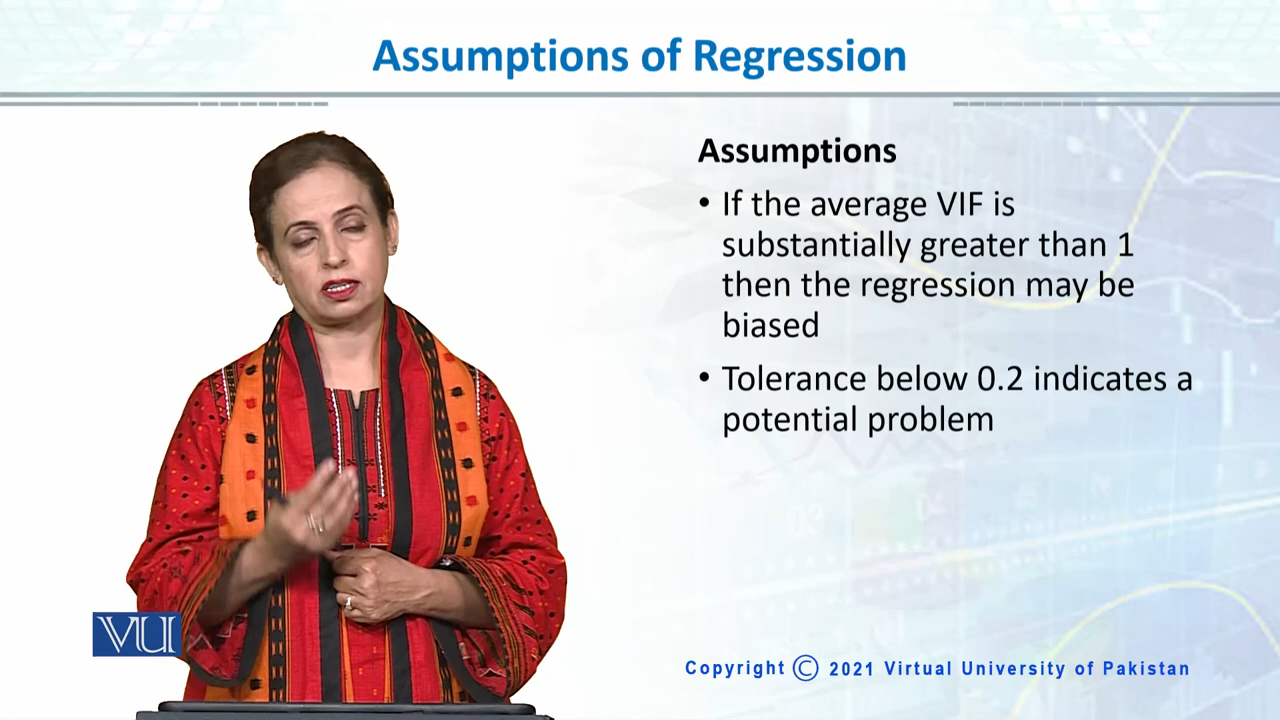 Assumptions of Regression
Assumptions
• If the average VIF is
substantially greater than 1
then the regression may be
biased
• Tolerance below 0.2 indicates a
potential problem
VU
Copyright © 2021 Virtual University of Pakistan